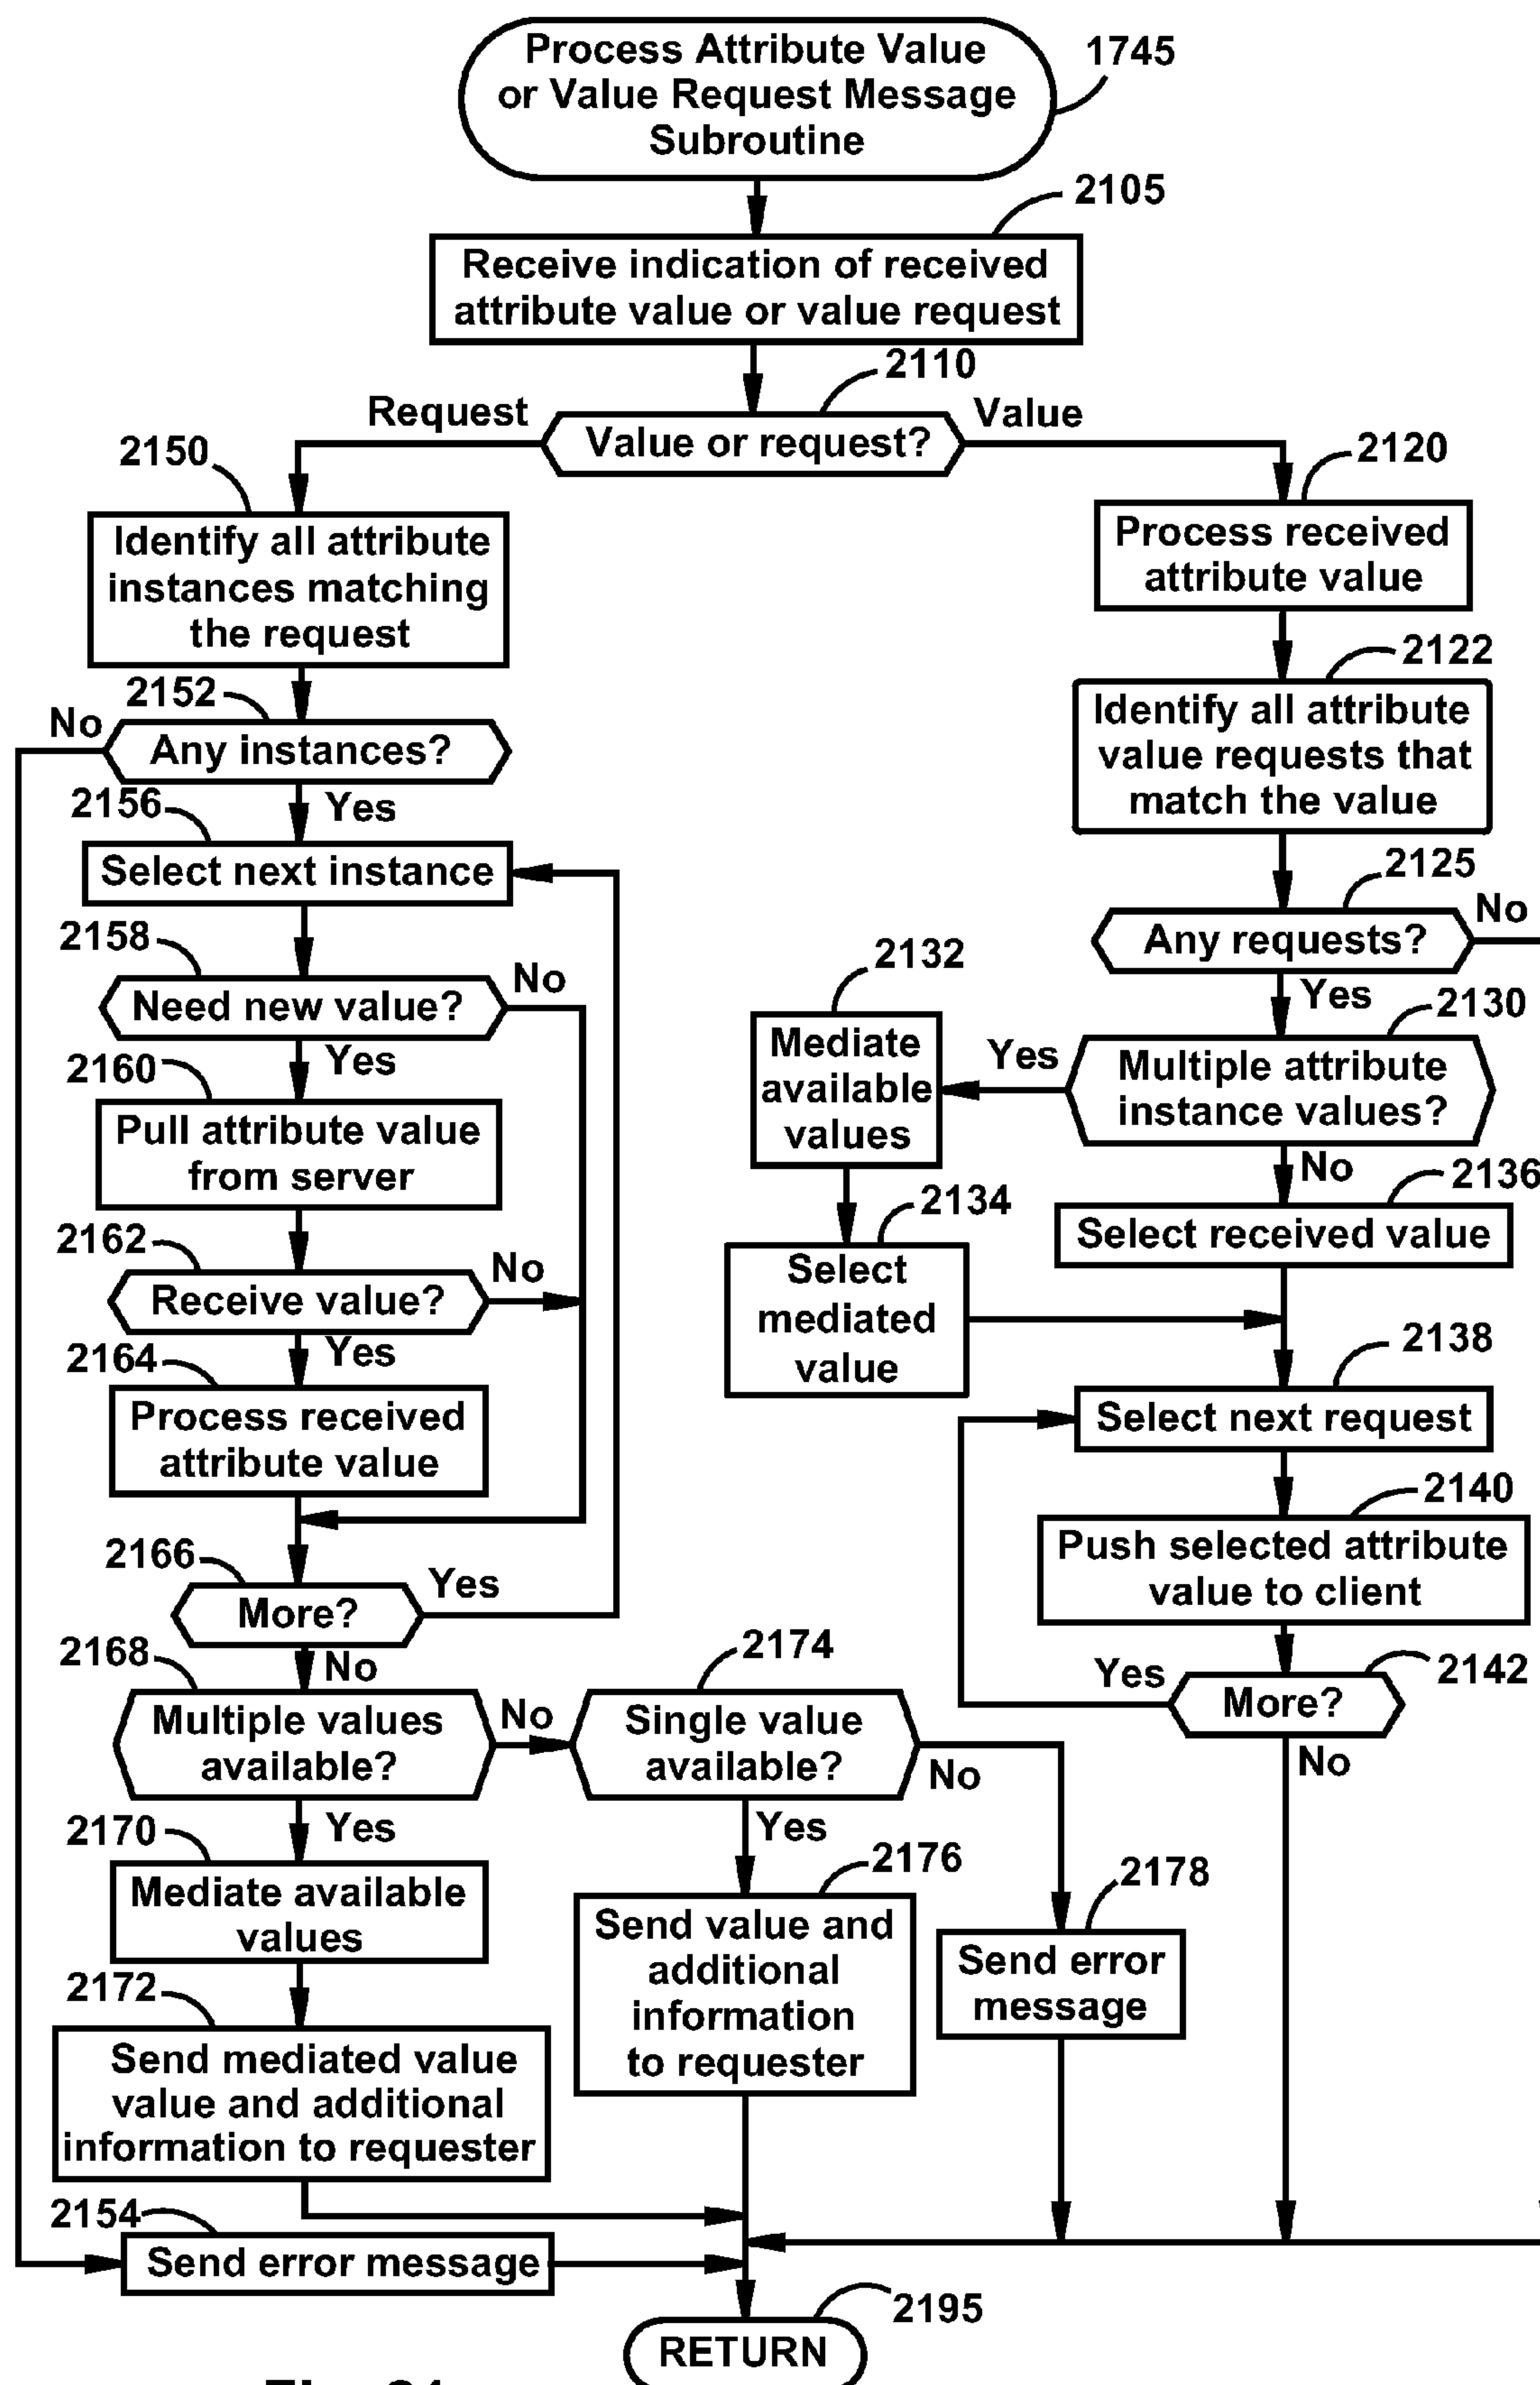 Process Attribute Value
or Value Request Message
Subroutine
1745
2105
Receive indication of received
attribute value or value request
2110
Request
Value or request?
Value
2150
Identify all attribute
instances matching
the request
2152
No
Any instances?
Yes
2156
Select next instance
2158
Need new value?
No
Yes
2160
Pull attribute value
from server
2162
Receive value?
No
Yes
2164
Process received
attribute value
2166
More?
Yes
No
2168
Multiple values
available?
No
Yes
2170
Mediate available
values
2172
Send mediated value
value and additional
information to requester
2154
Send error message
2174
Single value
available?
No
Yes
2176
Send value and
additional
information
to requester
2178
Send error
message
2120
Process received
attribute value
2122
Identify all attribute
value requests that
match the value
2125
Any requests?
No
Yes
2130
Multiple attribute
instance values?
Yes
No
2132
Mediate
available
values
2134
Select
mediated
value
2136
Select received value
2138
Select next request
2140
Push selected attribute
value to client
2142
Yes
More?
No
2195
RETURN